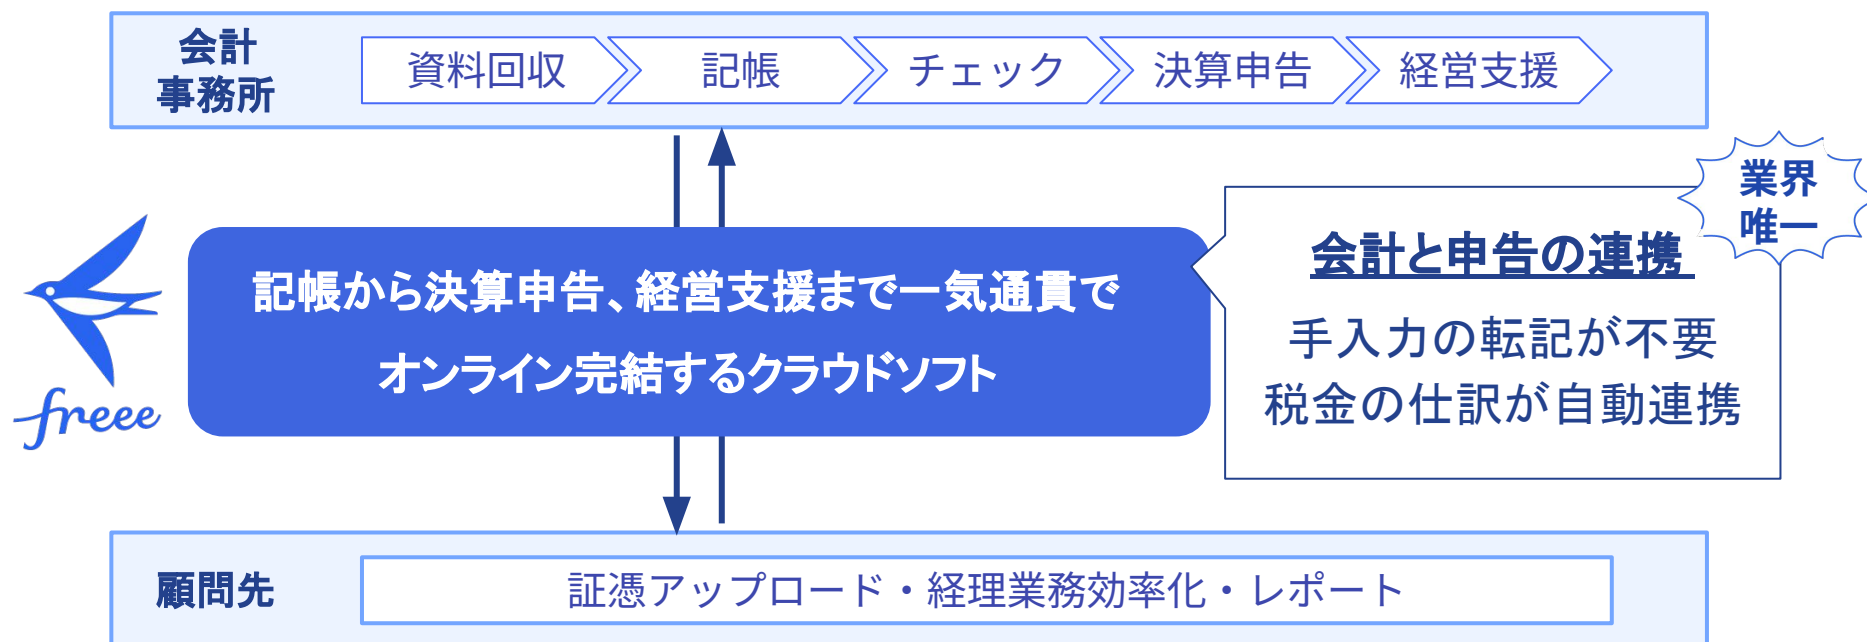 会計
事務所
資料回収
記帳
チェック
決算申告
経営支援
業界
唯一
freee
記帳から決算申告、経営支援まで一気通貫で
オンライン完結するクラウドソフト
会計と申告の連携
手入力の転記が不要
税金の仕訳が自動連携
顧問先
証憑アップロード・経理業務効率化・レポート